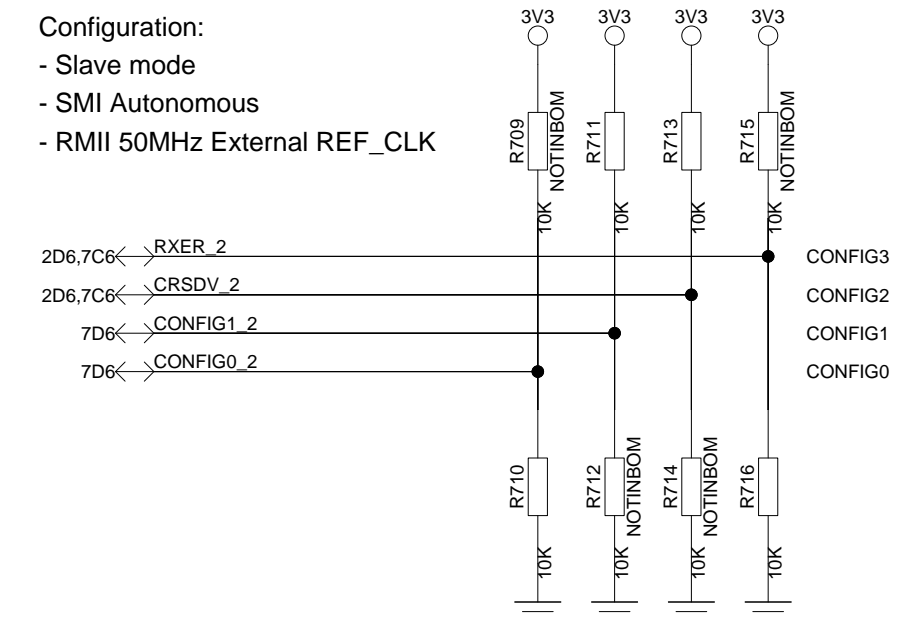 Configuration:
- Slave mode
- SMI Autonomous
- RMII 50MHz External REF_CLK
3V3 3V3 3V3 3V3
R709 NOTINBOM R711 R713 R715 NOTINBOM
10K 10K 10K 10K
2D6,7C6 RXER_2 CONFIG3
2D6,7C6 CRSDV_2 CONFIG2
7D6 CONFIG1_2 CONFIG1
7D6 CONFIG0_2 CONFIG0
R710 R712 NOTINBOM R714 NOTINBOM R716
10K 10K 10K 10K